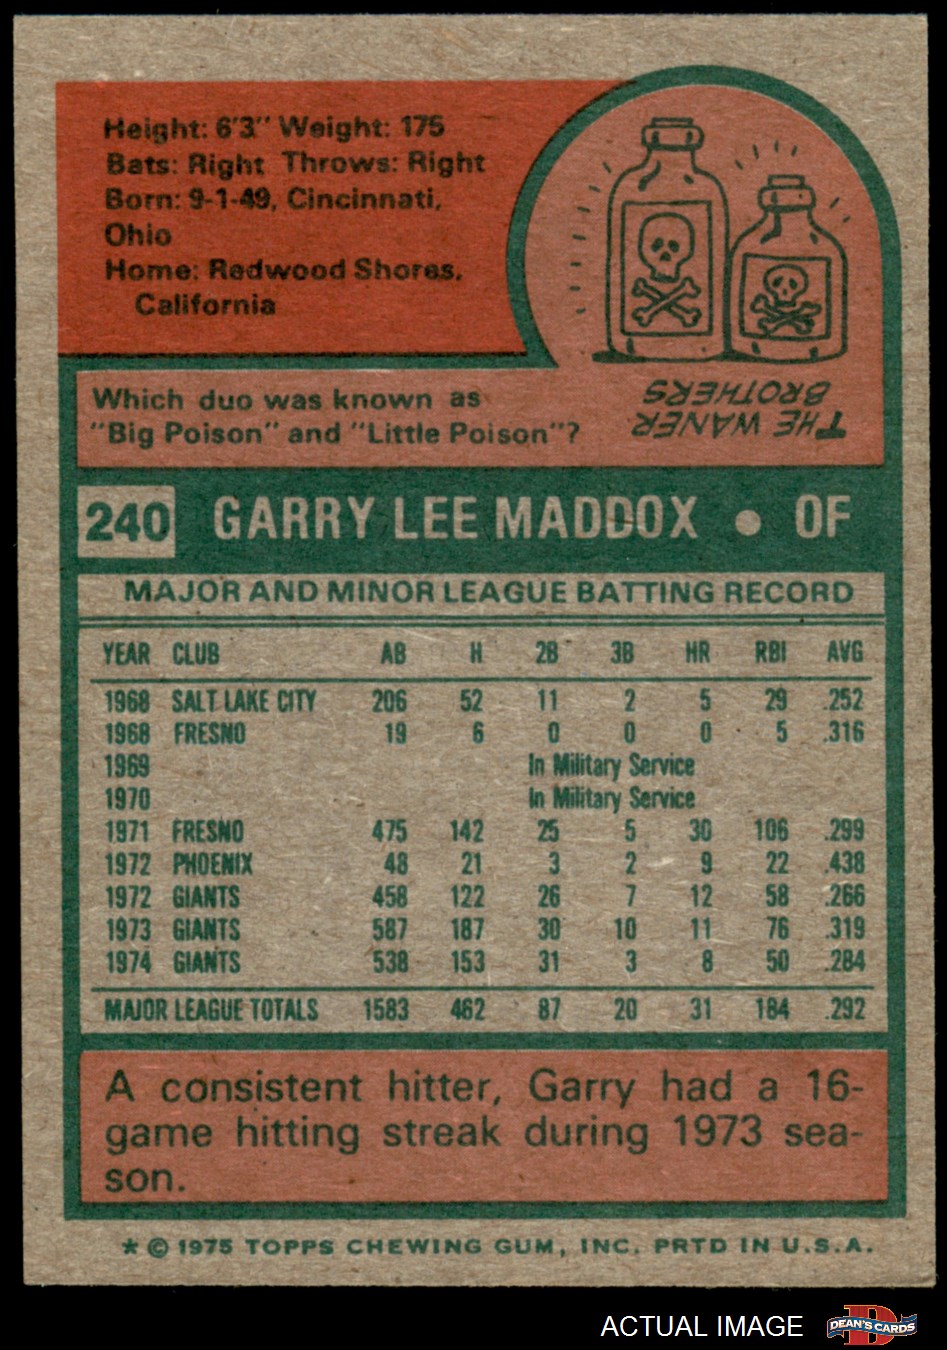 Height: 6'3" Weight: 175
Bats: Right Throws: Right
Born: 9-1-49, Cincinnati,
Ohio
Home: Redwood Shores,
California
Which duo was known as
"Big Poison" and "Little Poison"?
THE WANER
BROTHERS
240 GARRY LEE MADDOX • OF
MAJOR AND MINOR LEAGUE BATTING RECORD
YEAR CLUB AB H 2B 3B HR RBI AVG
1968 SALT LAKE CITY 206 52 11 2 5 29 .252
1968 FRESNO 19 6 0 0 0 5 .316
1969 In Military Service
1970 In Military Service
1971 FRESNO 475 142 25 5 30 106 .299
1972 PHOENIX 48 21 3 2 9 22 .438
1972 GIANTS 458 122 26 7 12 58 .266
1973 GIANTS 587 187 30 10 11 76 .319
1974 GIANTS 538 153 31 3 8 50 .284
MAJOR LEAGUE TOTALS 1583 462 87 20 31 184 .292
A consistent hitter, Garry had a 16-
game hitting streak during 1973 sea-
son.
* © 1975 TOPPS CHEWING GUM, INC. PRTD IN U.S.A.
ACTUAL IMAGE
DEAN'S CARDS